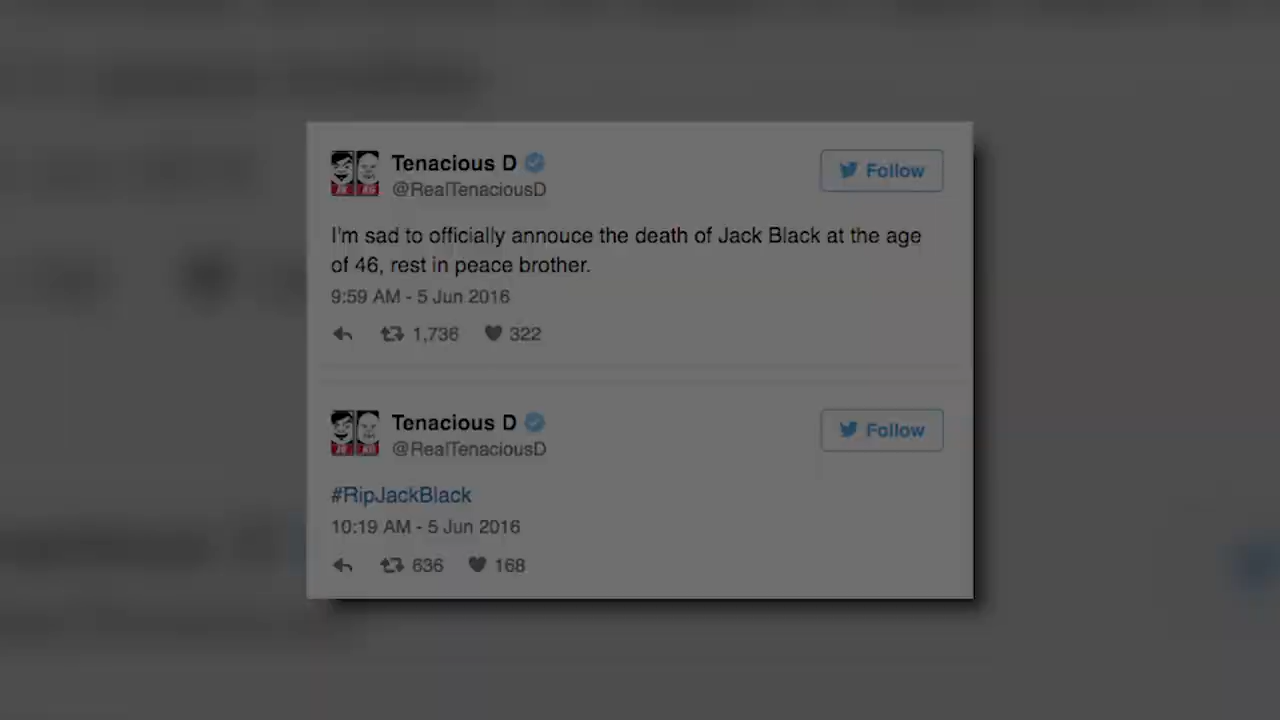 Tenacious D
@RealTenaciousD
Follow
I'm sad to officially annouce the death of Jack Black at the age
of 46, rest in peace brother.
9:59 AM - 5 Jun 2016
1,736 322
Tenacious D
@RealTenaciousD
Follow
#RipJackBlack
10:19 AM - 5 Jun 2016
636 168